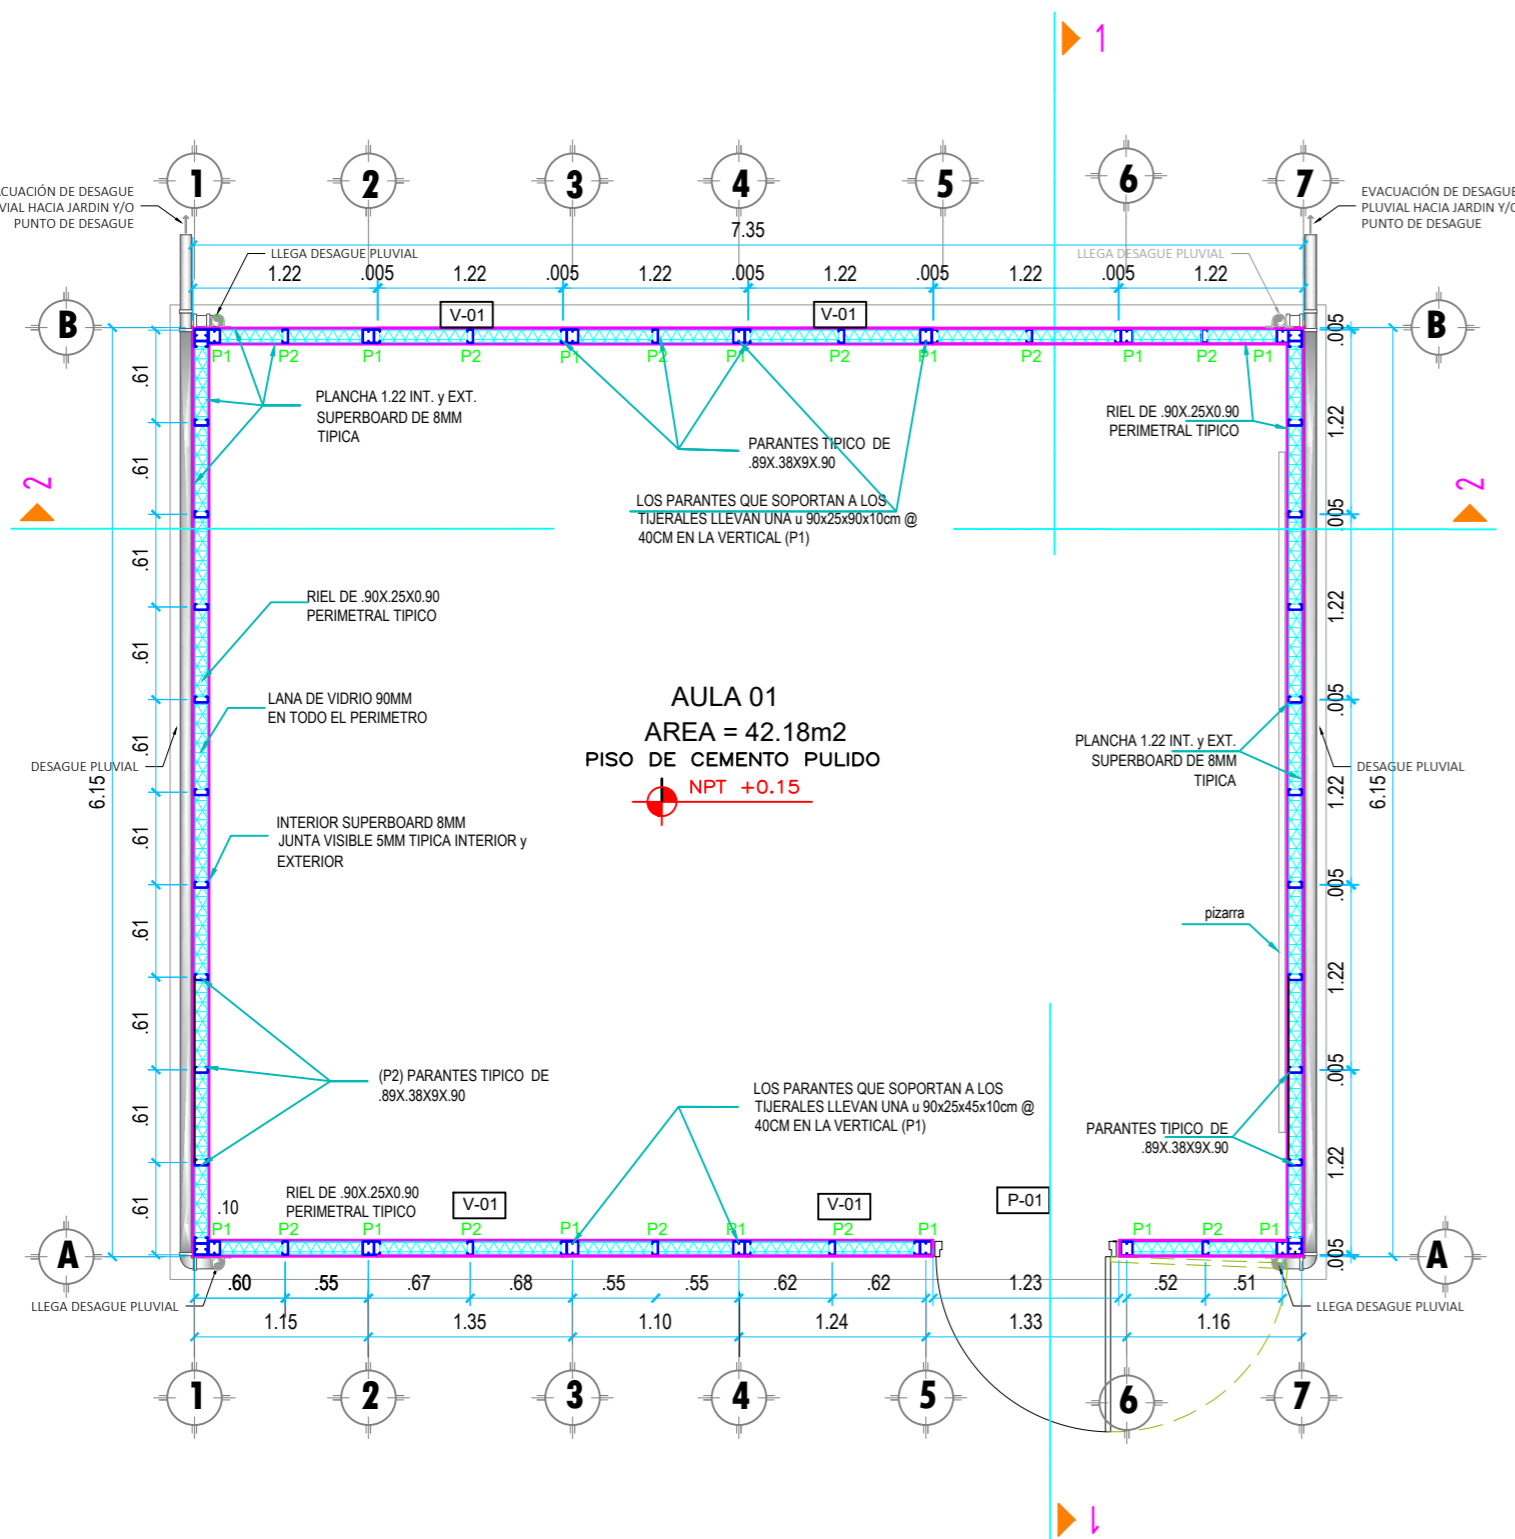 1
1 2 3 4 5 6 7
ACUACIÓN DE DESAGUE
VIAL HACIA JARDIN Y/O
PUNTO DE DESAGUE
EVACUACIÓN DE DESAGUE
PLUVIAL HACIA JARDIN Y/O
PUNTO DE DESAGUE
7.35
LLEGA DESAGUE PLUVIAL
LLEGA DESAGUE PLUVIAL
1.22 .005 1.22 .005 1.22 .005 1.22 .005 1.22 .005 1.22
B
V-01
V-01
B
P1 P2 P1 P2 P1 P2 P1 P2 P1 P1 P2 P1
.005
.61
PLANCHA 1.22 INT. y EXT.
SUPERBOARD DE 8MM
TIPICA
RIEL DE .90X.25X0.90
PERIMETRAL TIPICO
1.22
PARANTES TIPICO DE
.89X.38X9X.90
.61
2
2
LOS PARANTES QUE SOPORTAN A LOS
TIJERALES LLEVAN UNA u 90x25x90x10cm @
40CM EN LA VERTICAL (P1)
.005
.61
RIEL DE .90X.25X0.90
PERIMETRAL TIPICO
1.22
.61
LANA DE VIDRIO 90MM
EN TODO EL PERIMETRO
AULA 01
AREA = 42.18m2
PISO DE CEMENTO PULIDO
NPT +0.15
.005
.61
PLANCHA 1.22 INT. y EXT.
SUPERBOARD DE 8MM
TIPICA
DESAGUE PLUVIAL
DESAGUE PLUVIAL
6.15
1.22
6.15
.61
INTERIOR SUPERBOARD 8MM
JUNTA VISIBLE 5MM TIPICA INTERIOR y
EXTERIOR
.005
pizarra
.61
1.22
.61
(P2) PARANTES TIPICO DE
.89X.38X9X.90
.005
.61
LOS PARANTES QUE SOPORTAN A LOS
TIJERALES LLEVAN UNA u 90x25x45x10cm @
40CM EN LA VERTICAL (P1)
PARANTES TIPICO DE
.89X.38X9X.90
1.22
.61
.10
RIEL DE .90X.25X0.90
PERIMETRAL TIPICO
V-01
V-01
P-01
P1 P2 P1 P2 P1 P2 P1 P2 P1 P1 P2 P1
A
A
.005
.60 .55 .67 .68 .55 .55 .62 .62 1.23 .52 .51
LLEGA DESAGUE PLUVIAL
LLEGA DESAGUE PLUVIAL
1.15 1.35 1.10 1.24 1.33 1.16
1 2 3 4 5 6 7
1